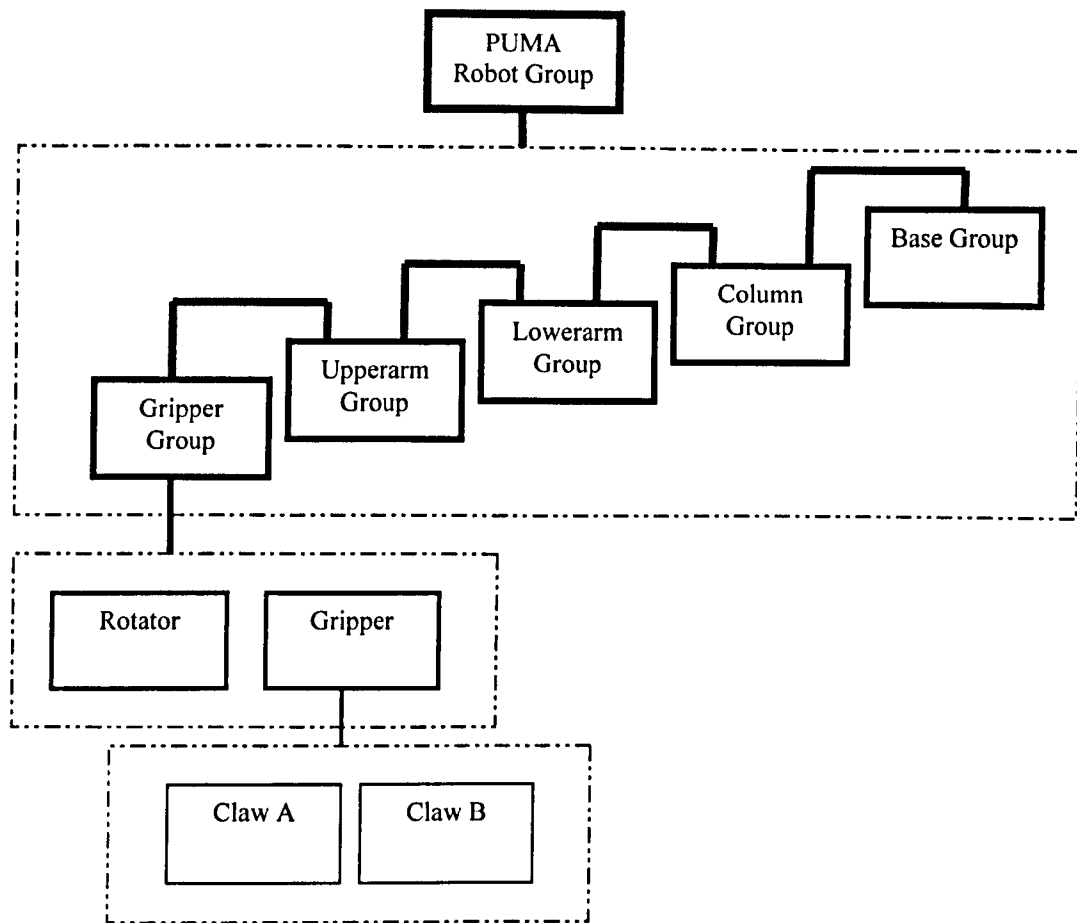 PUMA
Robot Group
Base Group
Column
Group
Lowerarm
Group
Upperarm
Group
Gripper
Group
Rotator
Gripper
Claw A
Claw B